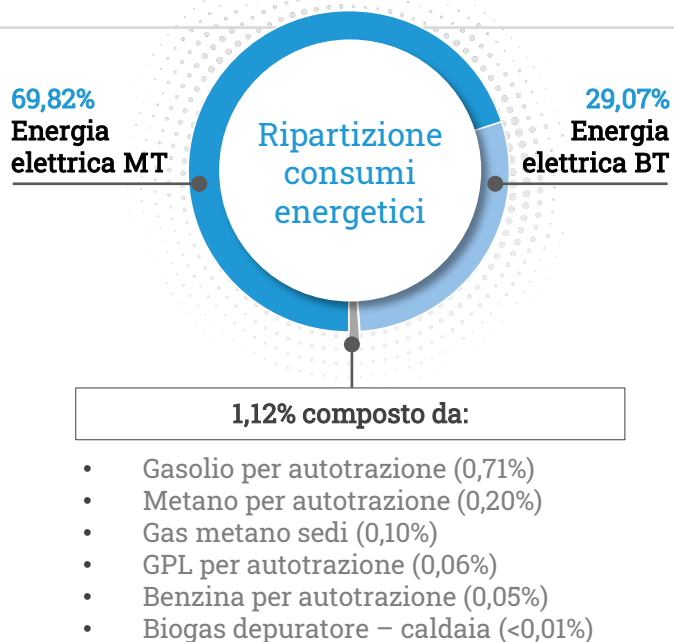 69,82%
Energia
elettrica MT
Ripartizione
consumi
energetici
29,07%
Energia
elettrica BT
1,12% composto da:
• Gasolio per autotrazione (0,71%)
• Metano per autotrazione (0,20%)
• Gas metano sedi (0,10%)
• GPL per autotrazione (0,06%)
• Benzina per autotrazione (0,05%)
• Biogas depuratore – caldaia (<0,01%)